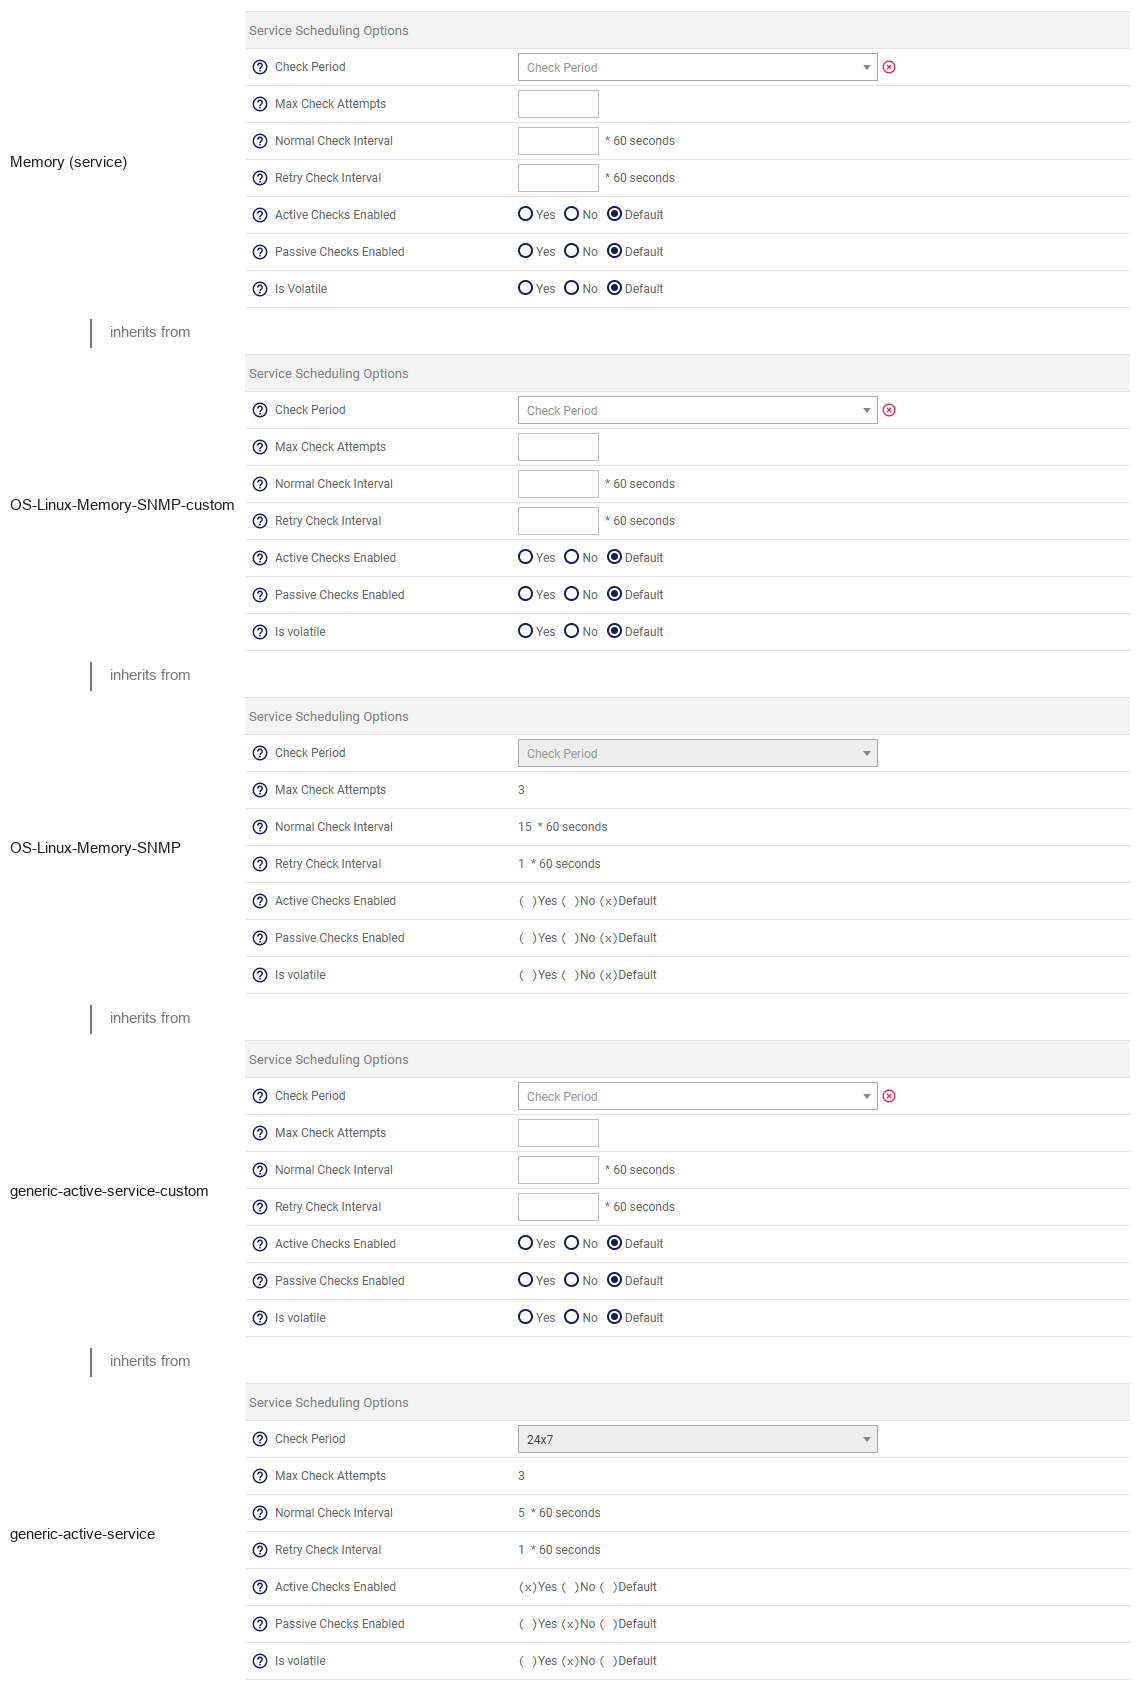 Service Scheduling Options
Check Period Check Period
Max Check Attempts
Normal Check Interval * 60 seconds
Memory (service)
Retry Check Interval * 60 seconds
Active Checks Enabled Yes No Default
Passive Checks Enabled Yes No Default
Is Volatile Yes No Default
inherits from
Service Scheduling Options
Check Period Check Period
Max Check Attempts
Normal Check Interval * 60 seconds
OS-Linux-Memory-SNMP-custom
Retry Check Interval * 60 seconds
Active Checks Enabled Yes No Default
Passive Checks Enabled Yes No Default
Is volatile Yes No Default
inherits from
Service Scheduling Options
Check Period Check Period
Max Check Attempts 3
Normal Check Interval 15 * 60 seconds
OS-Linux-Memory-SNMP
Retry Check Interval 1 * 60 seconds
Active Checks Enabled ( )Yes ( )No (x)Default
Passive Checks Enabled ( )Yes ( )No (x)Default
Is volatile ( )Yes ( )No (x)Default
inherits from
Service Scheduling Options
Check Period Check Period
Max Check Attempts
Normal Check Interval * 60 seconds
generic-active-service-custom
Retry Check Interval * 60 seconds
Active Checks Enabled Yes No Default
Passive Checks Enabled Yes No Default
Is volatile Yes No Default
inherits from
Service Scheduling Options
Check Period 24x7
Max Check Attempts 3
Normal Check Interval 5 * 60 seconds
generic-active-service
Retry Check Interval 1 * 60 seconds
Active Checks Enabled (x)Yes ( )No ( )Default
Passive Checks Enabled ( )Yes (x)No ( )Default
Is volatile ( )Yes (x)No ( )Default